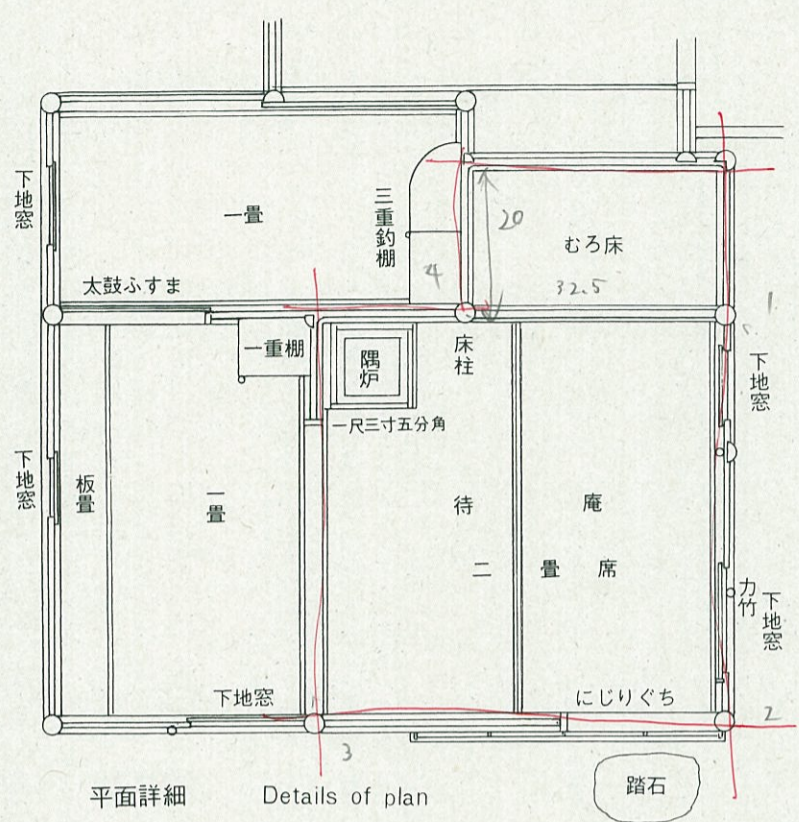 下地窓
一畳
三重釣棚
太鼓ふすま
4
20
むろ床
32.5
1
一重棚
隅炉
床柱
一尺三寸五分角
下地窓
下地窓
板畳
一畳
待庵
二畳席
力竹
下地窓
下地窓
にじりぐち
2
3
踏石
平面詳細 Details of plan